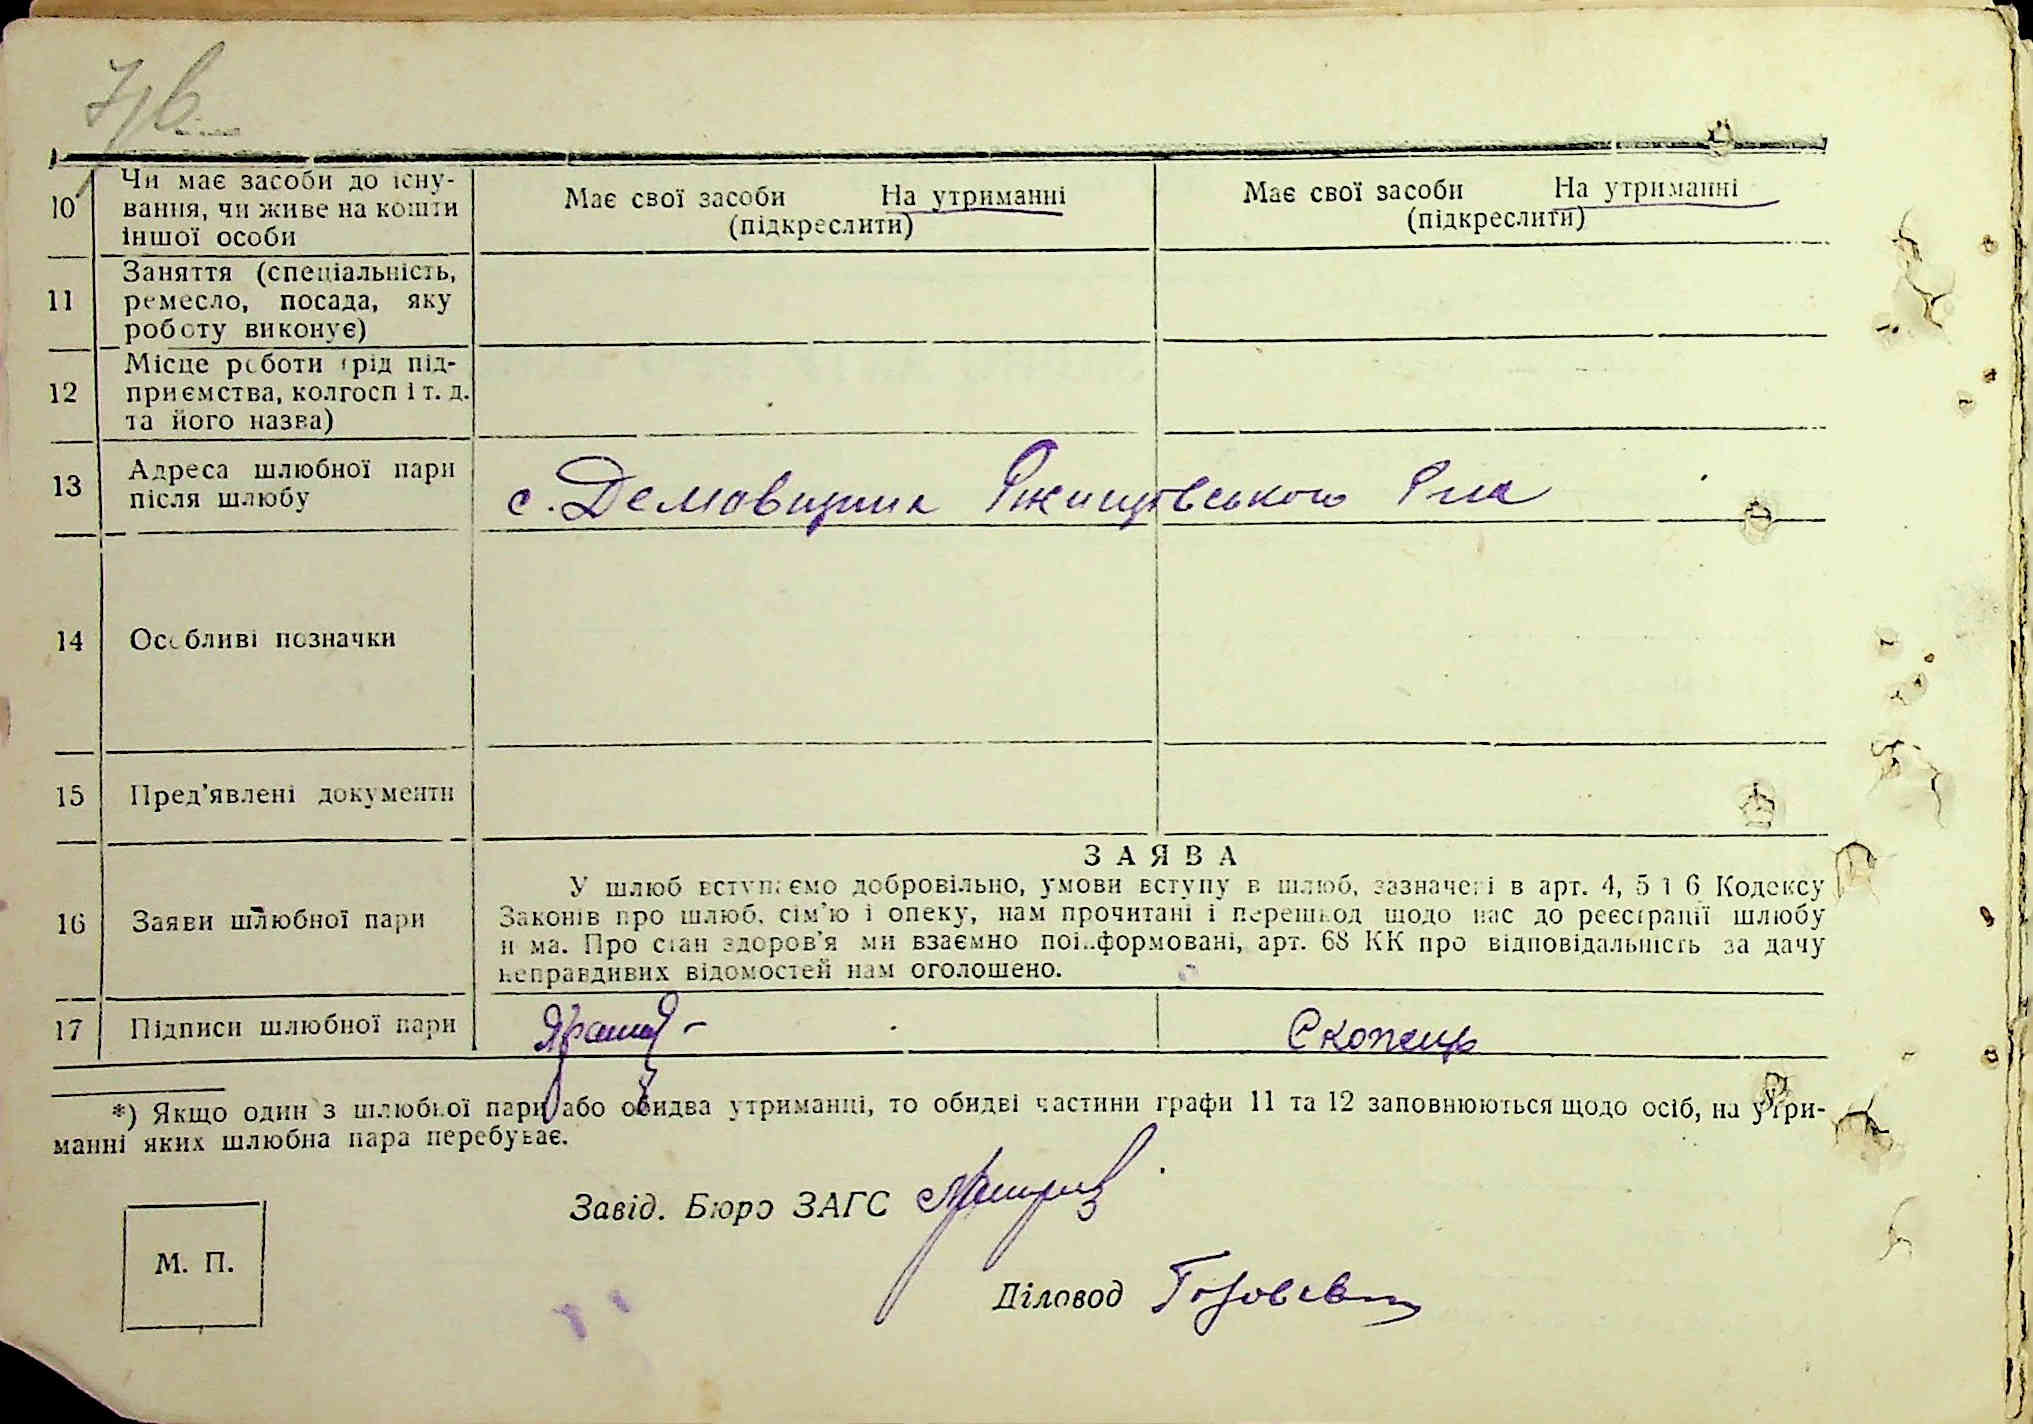 10 Чи має засоби до існу-
вання, чи живе на кошти
іншої особи
Має свої засоби На утриманні
(підкреслити)
Має свої засоби На утриманні
(підкреслити)
11 Заняття (спеціальність,
ремесло, посада, яку
роботу виконує)
12 Місце роботи (рід під-
приємства, колгосп і т. д.
та його назва)
13 Адреса шлюбної пари
після шлюбу
с. Демовщина Ржищівського
14 Особливі позначки
15 Пред'явлені документи
ЗАЯВА
16 Заяви шлюбної пари
У шлюб вступаємо добровільно, умови вступу в шлюб, зазначені в арт. 4, 5 і 6 Кодексу
Законів про шлюб, сім'ю і опеку, нам прочитані і перешкод щодо нас до реєстрації шлюбу
нема. Про стан здоров'я ми взаємно поінформовані, арт. 68 КК про відповідальність за дачу
неправдивих відомостей нам оголошено.
17 Підписи шлюбної пари
Скопець
*) Якщо один з шлюбної пари або обидва утриманці, то обидві частини графи 11 та 12 заповнюються щодо осіб, на утри-
манні яких шлюбна пара перебуває.
Завід. Бюро ЗАГС
М. П.
Діловод